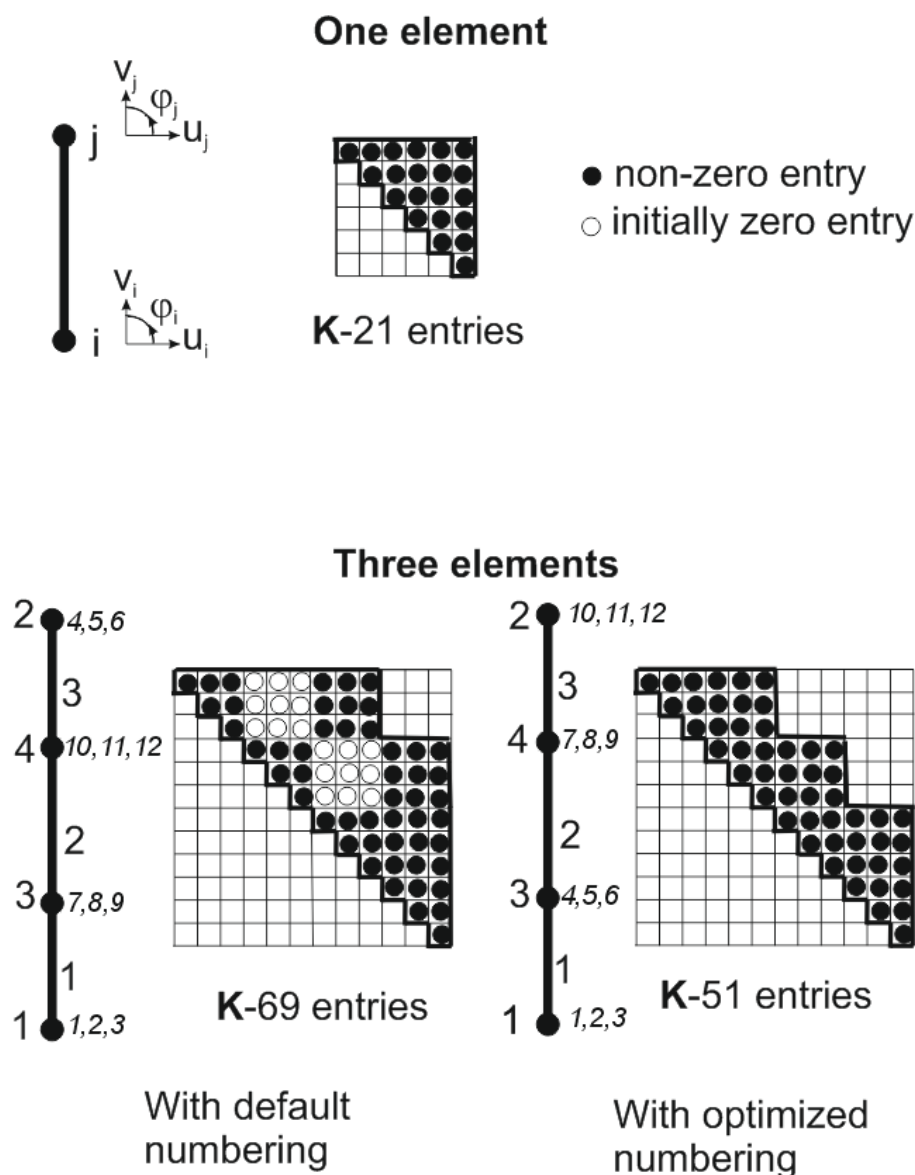 One element
v_j
φ_j
j
u_j
● non-zero entry
○ initially zero entry
v_i
φ_i
i
u_i
K-21 entries
Three elements
2 4,5,6
3
4 10,11,12
2
3 7,8,9
1
1 1,2,3
K-69 entries
With default
numbering
2 10,11,12
3
4 7,8,9
2
3 4,5,6
1
1 1,2,3
K-51 entries
With optimized
numbering